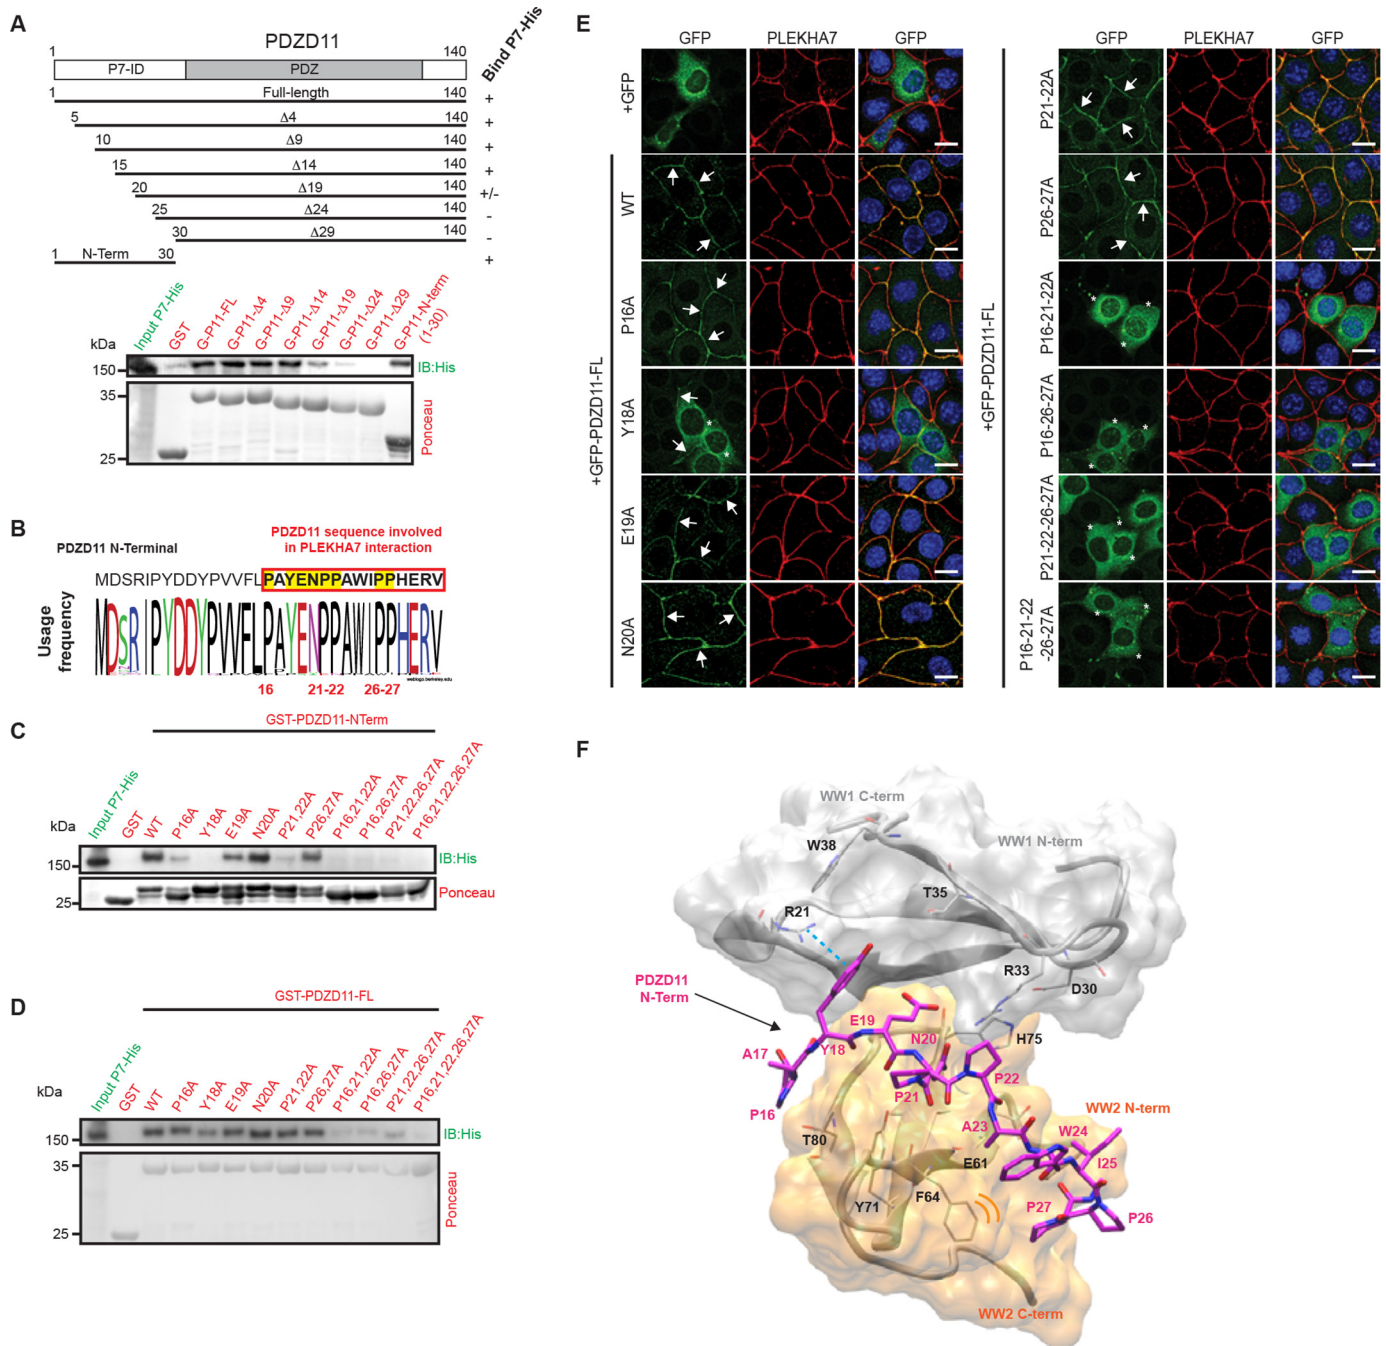 A
PDZD11
1
140
Bind P7-His
P7-ID
PDZ
1
Full-length
140
+
5
Δ4
140
+
10
Δ9
140
+
15
Δ14
140
+
20
Δ19
140
+/-
25
Δ24
140
-
30
Δ29
140
-
1
N-Term
30
+
Input P7-His
GST
G-P11-FL
G-P11-Δ4
G-P11-Δ9
G-P11-Δ14
G-P11-Δ19
G-P11-Δ24
G-P11-Δ29
G-P11-N-term
(1-30)
kDa
150
IB:His
35
25
Ponceau
B
PDZD11 N-Terminal
PDZD11 sequence involved
in PLEKHA7 interaction
MDSRIPYDDYPVVFLPAYENPPAWIPPHERV
Usage
frequency
MDSRIPYDDYPVVFLPAYENPPAWIPPHERV
weblogo.berkeley.edu
16
21-22
26-27
C
GST-PDZD11-NTerm
Input P7-His
GST
WT
P16A
Y18A
E19A
N20A
P21,22A
P26,27A
P16,21,22A
P16,26,27A
P21,22,26,27A
P16,21,22,26,27A
kDa
150
IB:His
25
Ponceau
D
GST-PDZD11-FL
Input P7-His
GST
WT
P16A
Y18A
E19A
N20A
P21,22A
P26,27A
P16,21,22A
P16,26,27A
P21,22,26,27A
P16,21,22,26,27A
kDa
150
IB:His
35
25
Ponceau
E
GFP
PLEKHA7
GFP
+GFP
+GFP-PDZD11-FL
WT
P16A
Y18A
*
*
E19A
N20A
GFP
PLEKHA7
GFP
+GFP-PDZD11-FL
P21-22A
P26-27A
P16-21-22A
* *
*
P16-26-27A
* *
*
P21-22-26-27A
*
*
*
P16-21-22
-26-27A
* *
*
*
F
WW1 C-term
WW1 N-term
W38
T35
R21
R33
D30
PDZD11
N-Term
E19
N20
H75
A17
Y18
P22
P21
P16
A23
WW2 N-term
T80
W24
E61
I25
Y71
F64
P27
P26
WW2 C-term